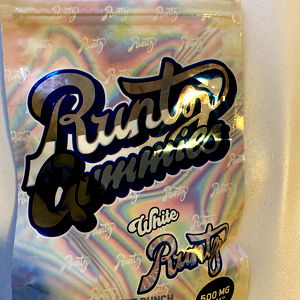 Runtz
Gummies
White
Runtz
PUNCH
500 MG